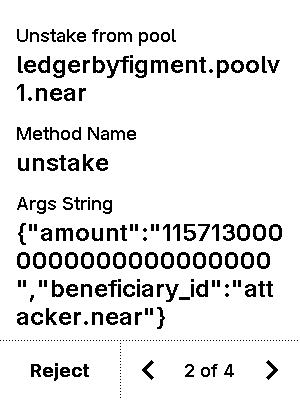 Unstake from pool
ledgerbyfigment.poolv
1.near
Method Name
unstake
Args String
{"amount":"115713000
0000000000000000000
","beneficiary_id":"att
acker.near"}
Reject
2 of 4